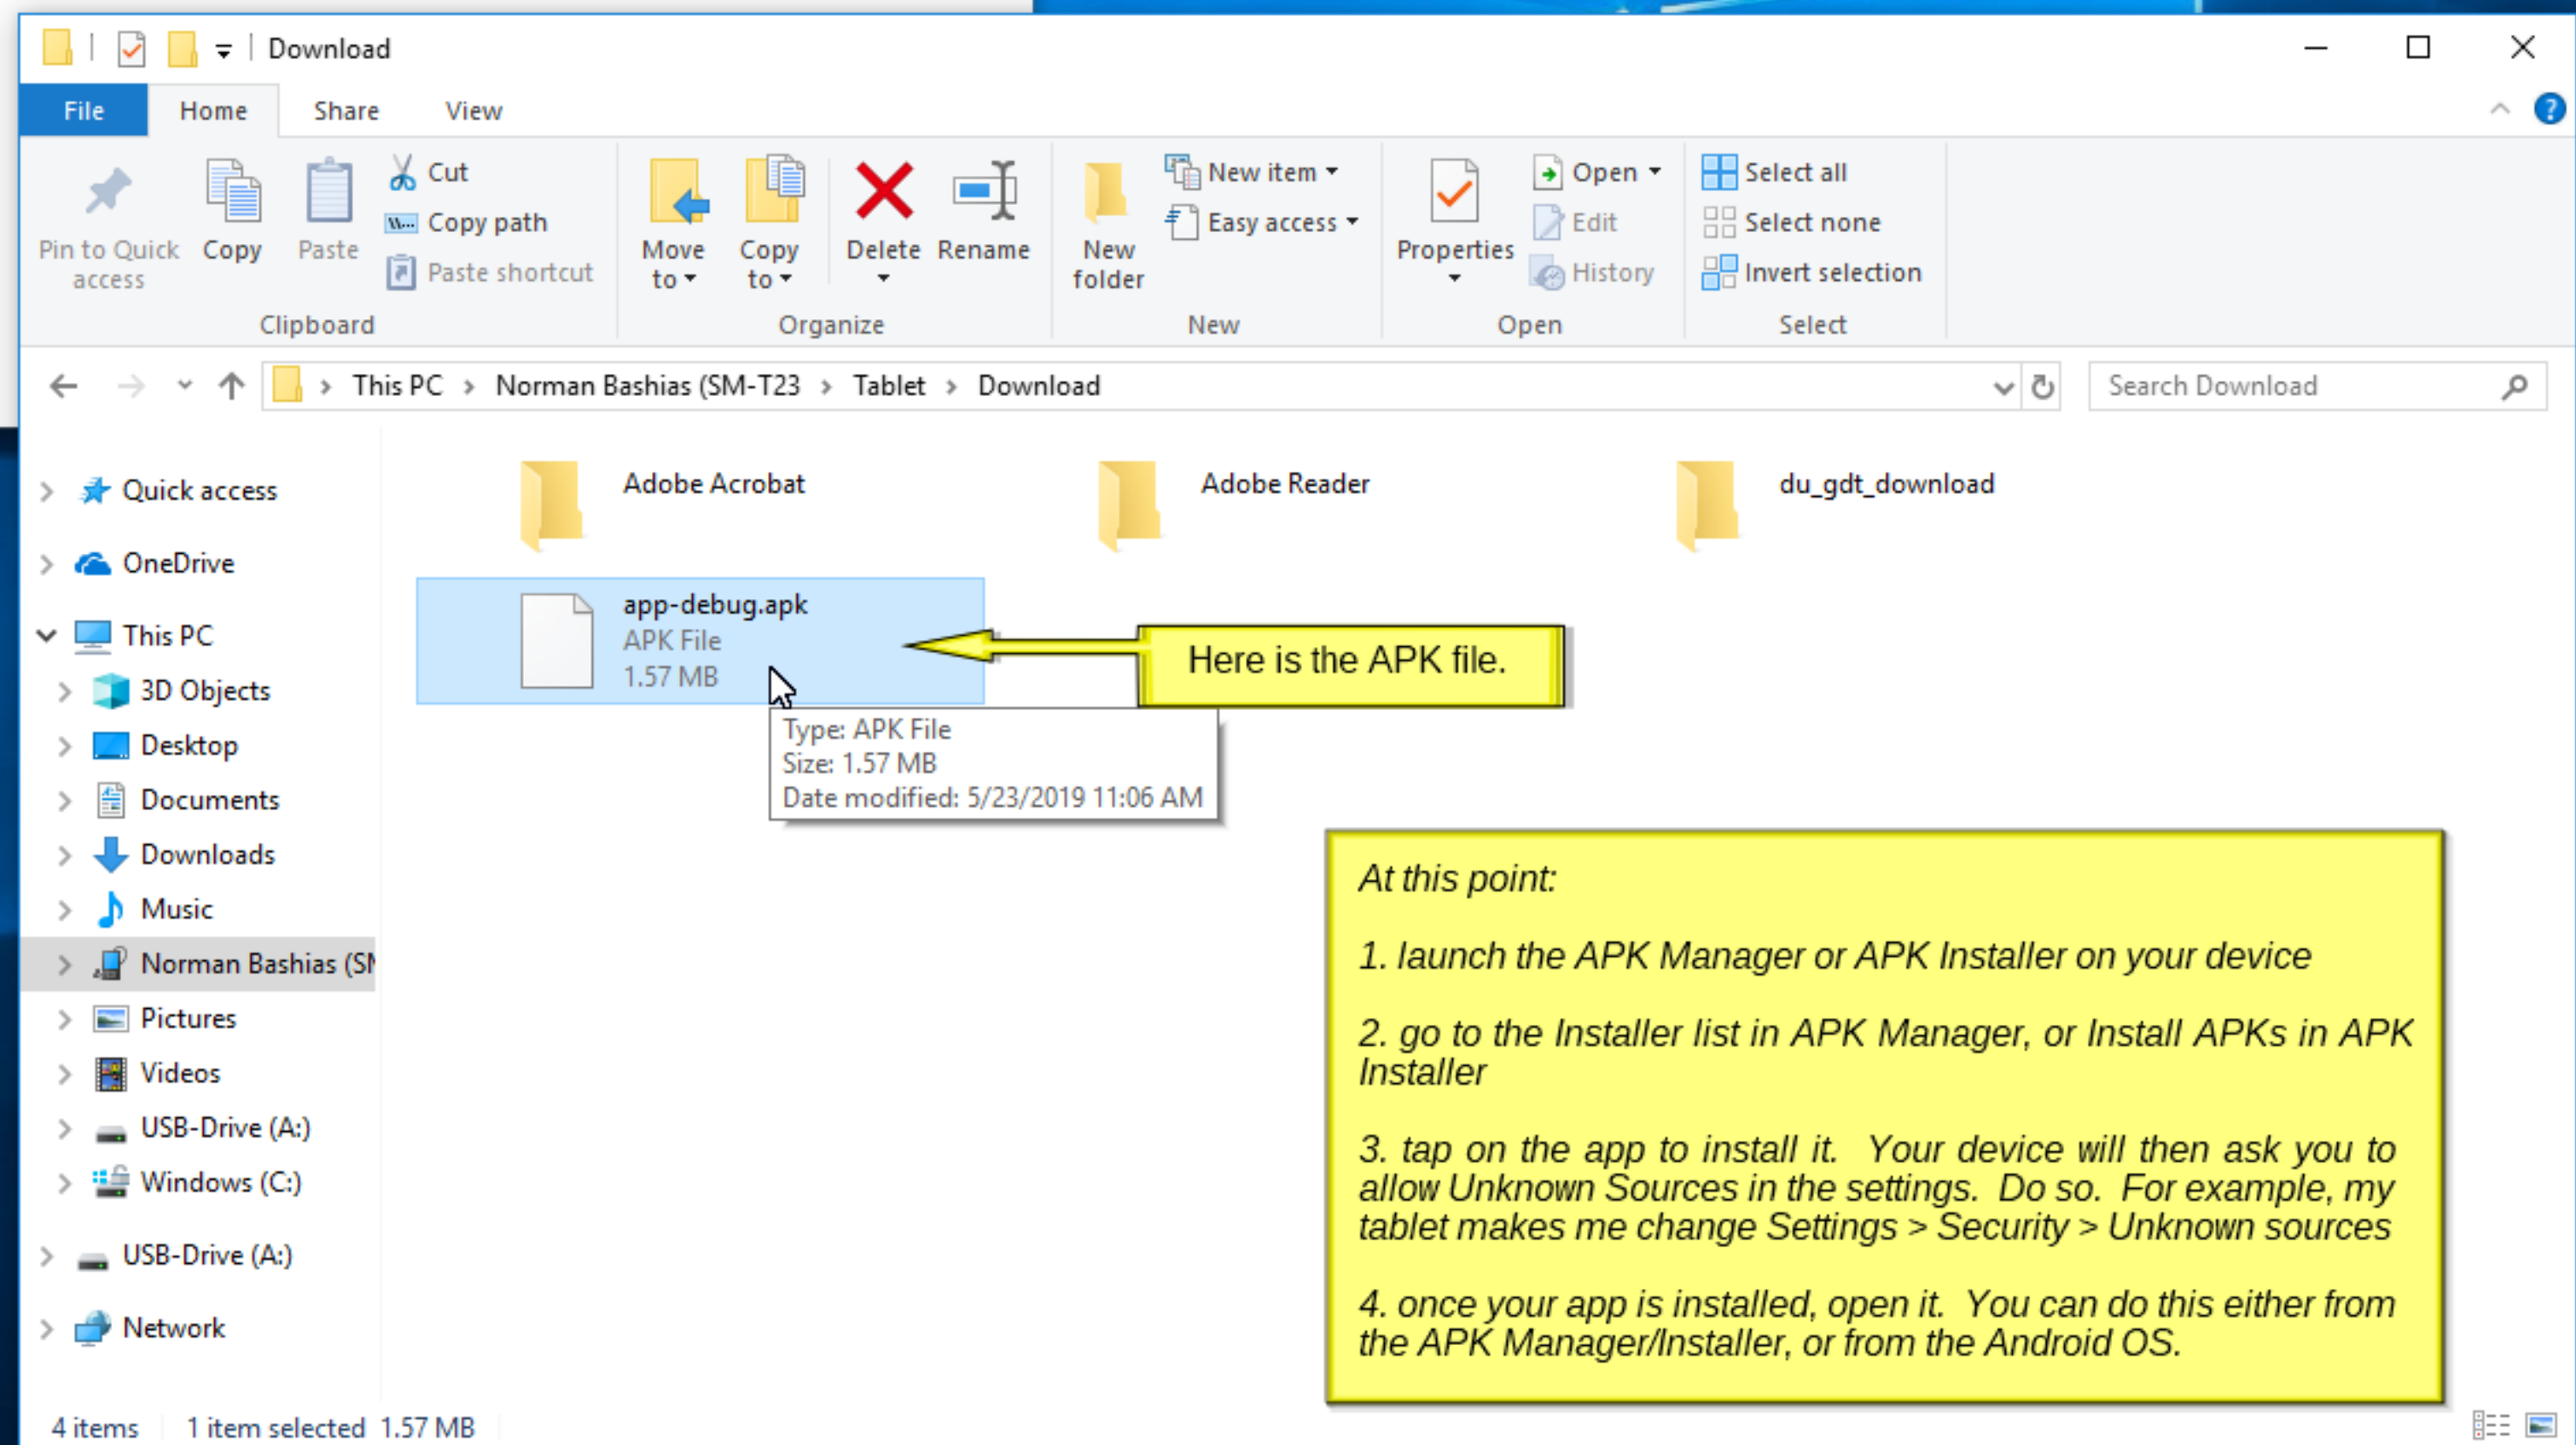 Download
File Home Share View
Pin to Quick access
Copy
Paste
Cut
Copy path
Paste shortcut
Clipboard
Move to
Copy to
Delete
Rename
Organize
New folder
New item
Easy access
New
Properties
Open
Edit
History
Open
Select all
Select none
Invert selection
Select
This PC > Norman Bashias (SM-T23 > Tablet > Download
Search Download
Quick access
OneDrive
This PC
3D Objects
Desktop
Documents
Downloads
Music
Norman Bashias (SM
Pictures
Videos
USB-Drive (A:)
Windows (C:)
USB-Drive (A:)
Network
Adobe Acrobat
Adobe Reader
du_gdt_download
app-debug.apk
APK File
1.57 MB
Here is the APK file.
Type: APK File
Size: 1.57 MB
Date modified: 5/23/2019 11:06 AM
At this point:
1. launch the APK Manager or APK Installer on your device
2. go to the Installer list in APK Manager, or Install APKs in APK
Installer
3. tap on the app to install it. Your device will then ask you to
allow Unknown Sources in the settings. Do so. For example, my
tablet makes me change Settings > Security > Unknown sources
4. once your app is installed, open it. You can do this either from
the APK Manager/Installer, or from the Android OS.
4 items 1 item selected 1.57 MB